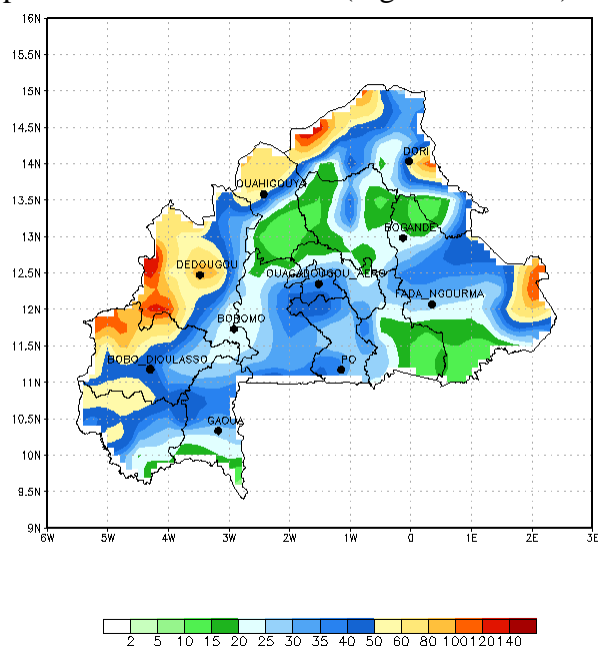 16N
15.5N
15N
14.5N
14N
13.5N
13N
12.5N
12N
11.5N
11N
10.5N
10N
9.5N
9N
DORI
OUAHIGOUYA
BOGANDE
DEDOUGOU
OUAGADOUGOU_AERO
FADA_NGOURMA
BOROMO
BOBO_DIOULASSO
PO
GAOUA
6W 5W 4W 3W 2W 1W 0 1E 2E 3E
2 5 10 15 20 25 30 35 40 50 60 80 100 120 140